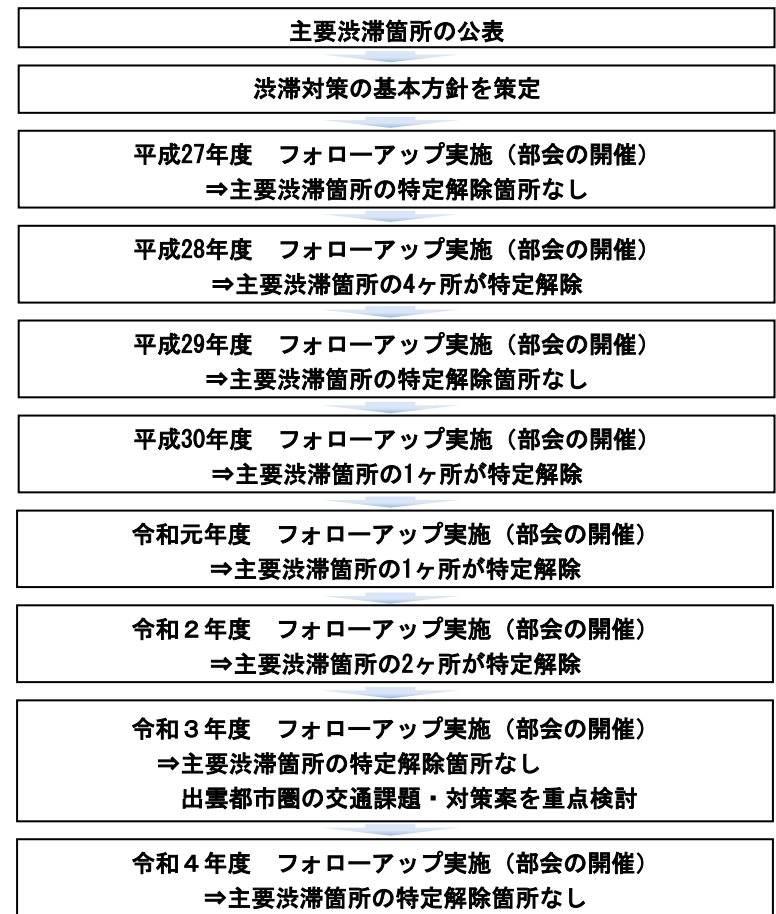 主要渋滞箇所の公表
渋滞対策の基本方針を策定
平成27年度　フォローアップ実施（部会の開催）
⇒主要渋滞箇所の特定解除箇所なし
平成28年度　フォローアップ実施（部会の開催）
⇒主要渋滞箇所の4ヶ所が特定解除
平成29年度　フォローアップ実施（部会の開催）
⇒主要渋滞箇所の特定解除箇所なし
平成30年度　フォローアップ実施（部会の開催）
⇒主要渋滞箇所の1ヶ所が特定解除
令和元年度　フォローアップ実施（部会の開催）
⇒主要渋滞箇所の1ヶ所が特定解除
令和２年度　フォローアップ実施（部会の開催）
⇒主要渋滞箇所の2ヶ所が特定解除
令和３年度　フォローアップ実施（部会の開催）
⇒主要渋滞箇所の特定解除箇所なし
出雲都市圏の交通課題・対策案を重点検討
令和４年度　フォローアップ実施（部会の開催）
⇒主要渋滞箇所の特定解除箇所なし